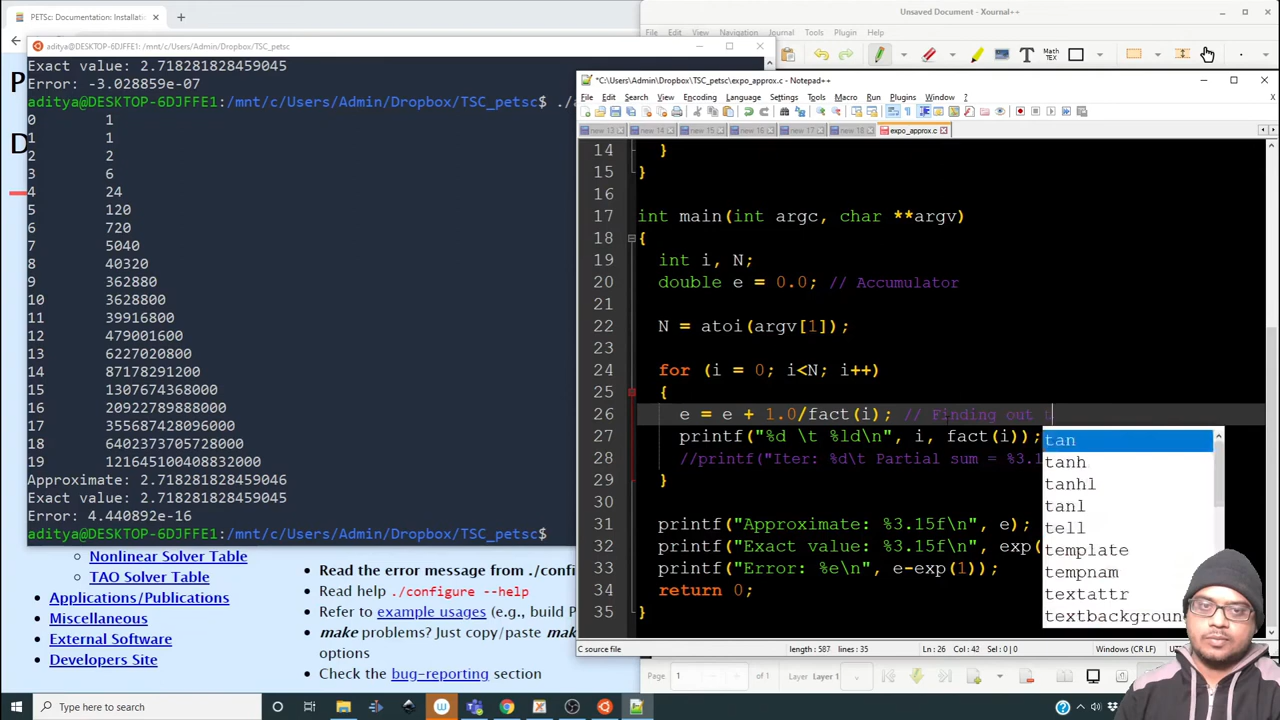 PETSc: Documentation: Installat
Unsaved Document - Xournal++
Journal Tools Plugin Help
aditya@DESKTOP-6DJFFE1: /mnt/c/Users/Admin/Dropbox/TSC_petsc
Exact value: 2.718281828459045
Error: -3.028859e-07
aditya@DESKTOP-6DJFFE1:/mnt/c/Users/Admin/Dropbox/TSC_petsc$ ./
0 1
1 1
2 2
3 6
4 24
5 120
6 720
7 5040
8 40320
9 362880
10 3628800
11 39916800
12 479001600
13 6227020800
14 87178291200
15 1307674368000
16 20922789888000
17 355687428096000
18 6402373705728000
19 121645100408832000
Approximate: 2.718281828459046
Exact value: 2.718281828459045
Error: 4.440892e-16
aditya@DESKTOP-6DJFFE1:/mnt/c/Users/Admin/Dropbox/TSC_petsc$
Nonlinear Solver Table
TAO Solver Table
Applications/Publications
Miscellaneous
External Software
Developers Site
Read the error message from ./confi
Read help ./configure --help
Refer to example usages (e.g., build P
make problems? Just copy/paste mak
options
Check the bug-reporting section
*C:\Users\Admin\Dropbox\TSC_petsc\expo_approx.c - Notepad++
File Edit Search View Encoding Language Settings Tools Macro Run Plugins Window ?
new 13 new 14 new 15 new 16 new 17 new 18 expo_approx.c
14 }
15 }
16
17 int main(int argc, char **argv)
18 {
19 int i, N;
20 double e = 0.0; // Accumulator
21
22 N = atoi(argv[1]);
23
24 for (i = 0; i<N; i++)
25 {
26 e = e + 1.0/fact(i); // Finding out t
27 printf("%d \t %ld\n", i, fact(i));
28 //printf("Iter: %d\t Partial sum = %3.1
29 }
30
31 printf("Approximate: %3.15f\n", e);
32 printf("Exact value: %3.15f\n", exp(
33 printf("Error: %e\n", e-exp(1));
34 return 0;
35 }
tan
tanh
tanhl
tanl
tell
template
tempnam
textattr
textbackgroun
C source file length : 587 lines : 35 Ln : 26 Col : 42 Sel : 0 | 0 Windows (CR LF)
Page 1 of 1 Layer Layer 1
Type here to search